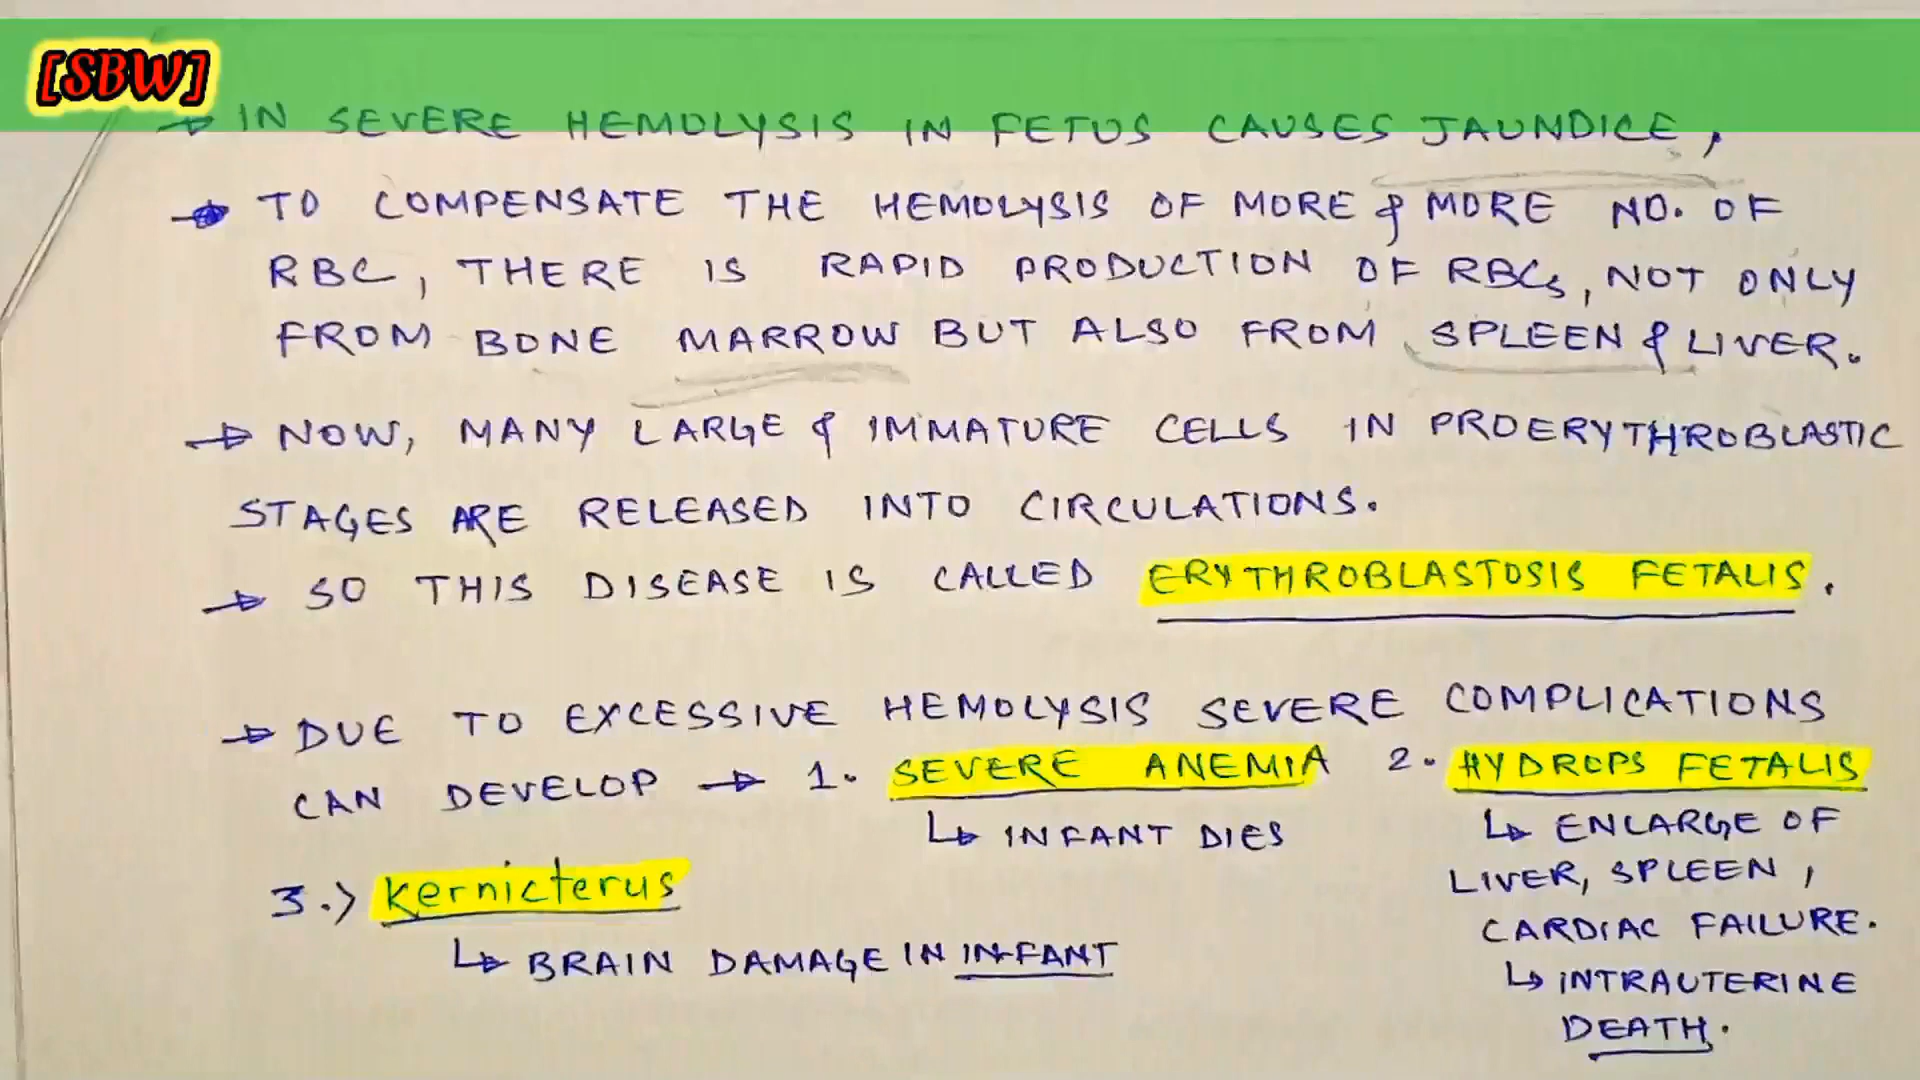 [SBW]
→ IN SEVERE HEMOLYSIS IN FETUS CAUSES JAUNDICE,
→ TO COMPENSATE THE HEMOLYSIS OF MORE & MORE NO. OF
RBC, THERE IS RAPID PRODUCTION OF RBCs, NOT ONLY
FROM BONE MARROW BUT ALSO FROM SPLEEN & LIVER.
→ NOW, MANY LARGE & IMMATURE CELLS IN PROERYTHROBLASTIC
STAGES ARE RELEASED INTO CIRCULATIONS.
→ SO THIS DISEASE IS CALLED ERYTHROBLASTOSIS FETALIS.
→ DUE TO EXCESSIVE HEMOLYSIS SEVERE COMPLICATIONS
CAN DEVELOP → 1. SEVERE ANEMIA 2. HYDROPS FETALIS
↳ INFANT DIES
↳ ENLARGE OF
LIVER, SPLEEN,
CARDIAC FAILURE.
↳ INTRAUTERINE
DEATH.
3.) Kernicterus
↳ BRAIN DAMAGE IN INFANT